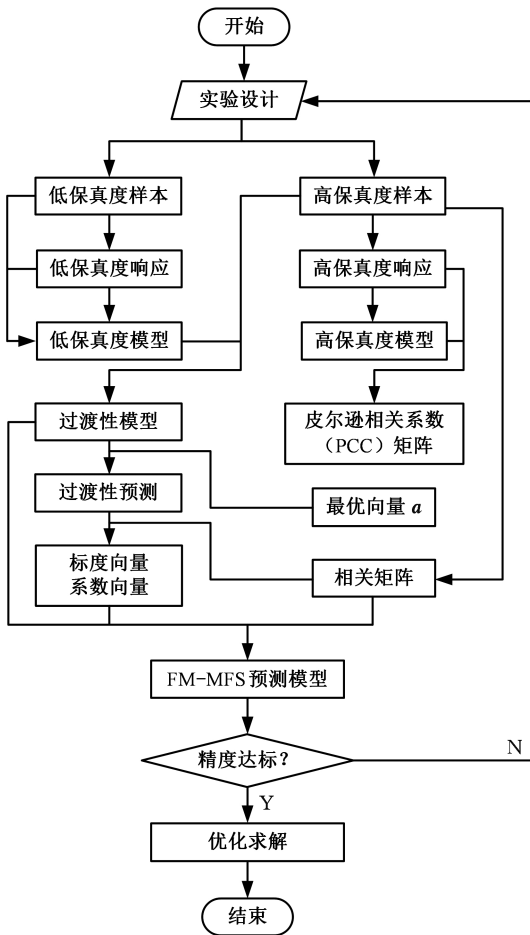 开始
实验设计
低保真度样本
高保真度样本
低保真度响应
高保真度响应
低保真度模型
高保真度模型
过渡性模型
皮尔逊相关系数
（PCC）矩阵
过渡性预测
最优向量 a
标度向量
系数向量
相关矩阵
FM-MFS预测模型
精度达标?
N
Y
优化求解
结束